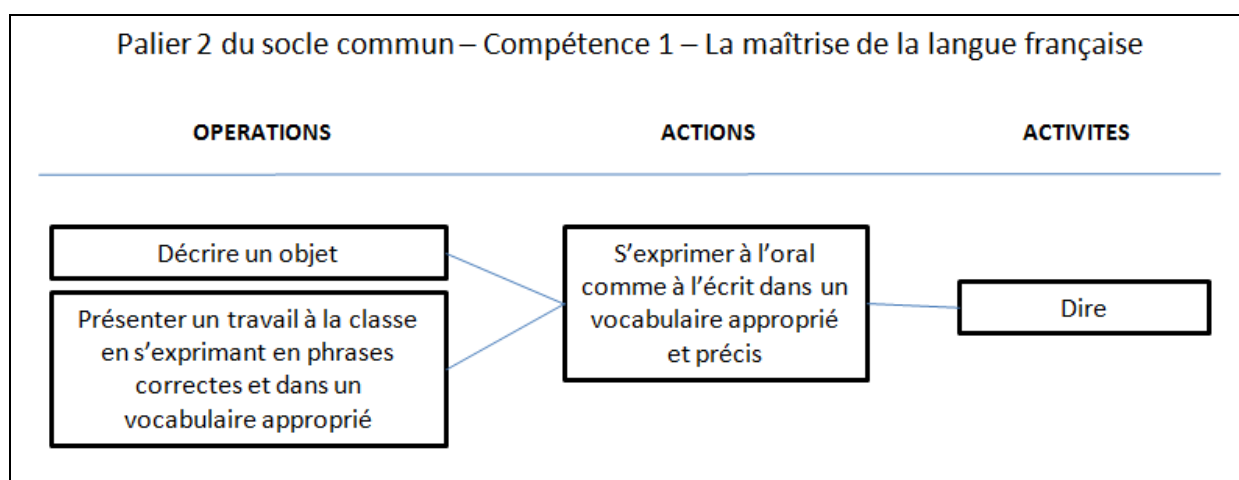 Palier 2 du socle commun – Compétence 1 – La maîtrise de la langue française
OPERATIONS
ACTIONS
ACTIVITES
Décrire un objet
Présenter un travail à la classe
en s’exprimant en phrases
correctes et dans un
vocabulaire approprié
S’exprimer à l’oral
comme à l’écrit dans un
vocabulaire approprié
et précis
Dire